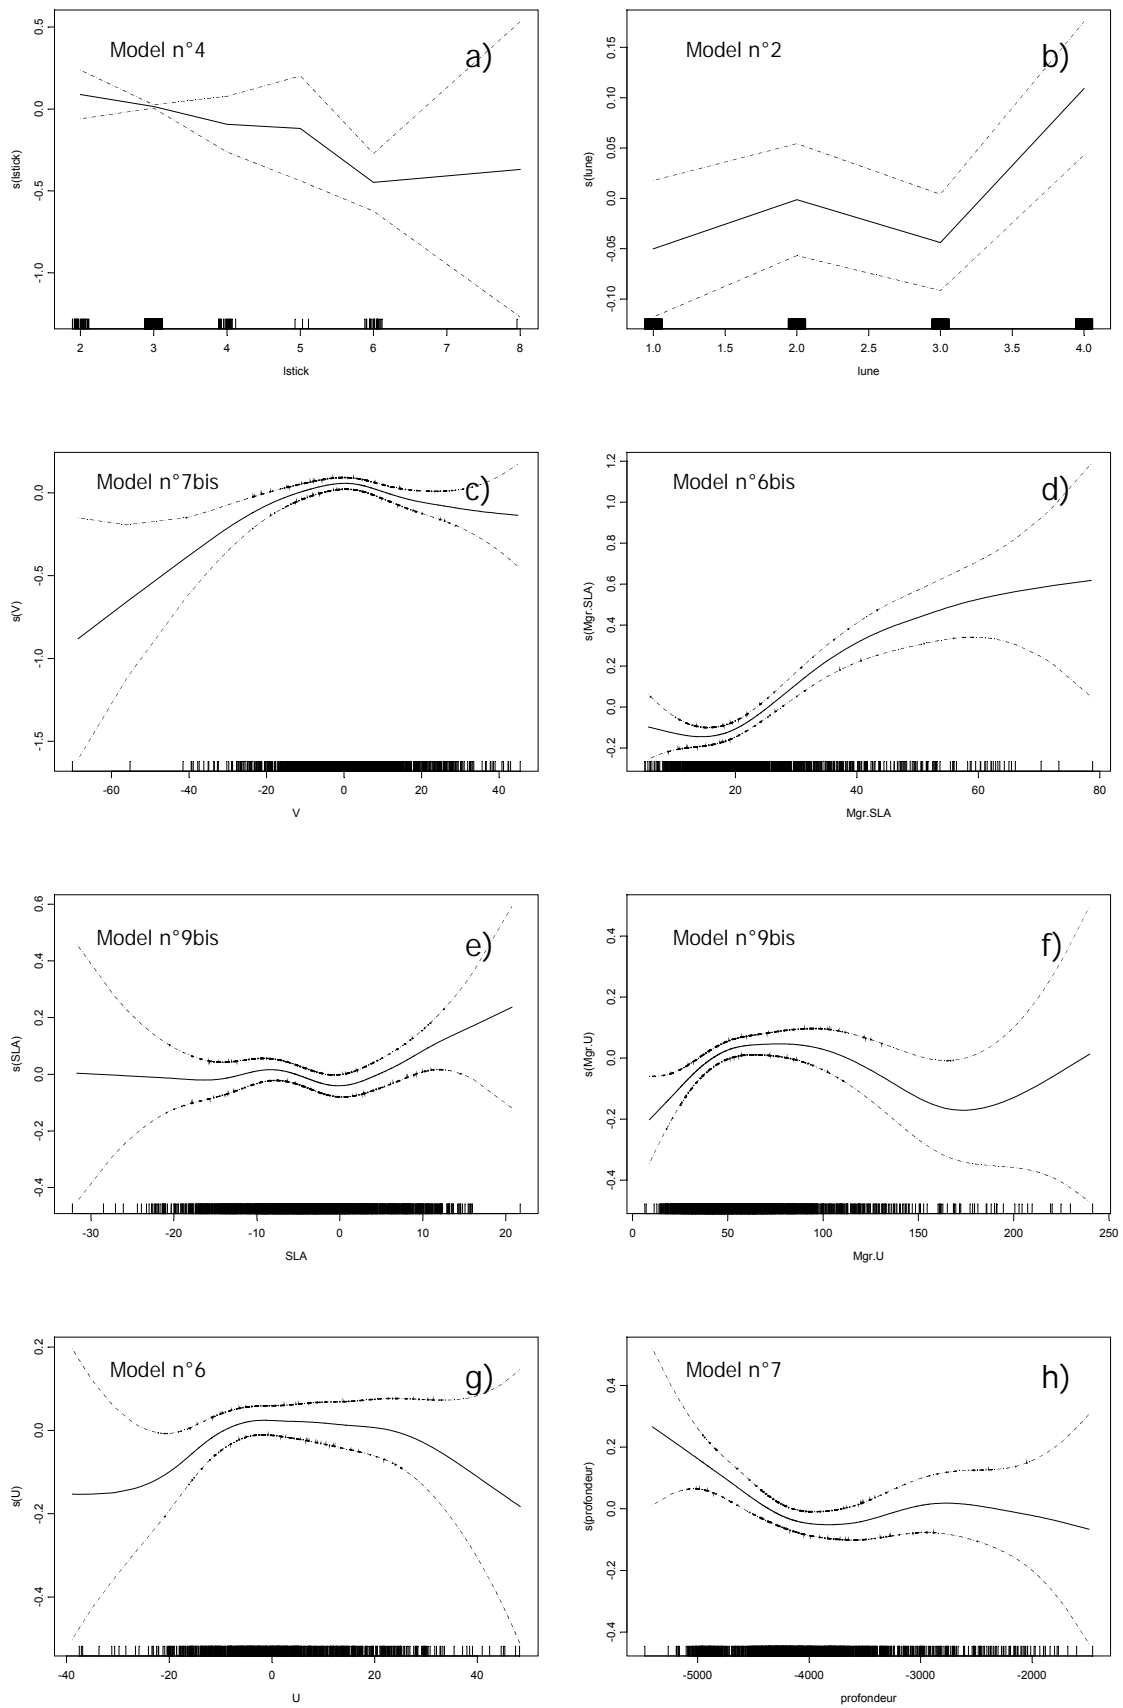 Model n°4
a)
s(lstick)
0.5
0.0
-0.5
-1.0
2 3 4 5 6 7 8
lstick
Model n°2
b)
s(lune)
0.15
0.10
0.05
0.0
-0.05
-0.10
1.0 1.5 2.0 2.5 3.0 3.5 4.0
lune
Model n°7bis
c)
s(V)
0.0
-0.5
-1.0
-1.5
-60 -40 -20 0 20 40
V
Model n°6bis
d)
s(Mgr.SLA)
1.2
1.0
0.8
0.6
0.4
0.2
0.0
-0.2
20 40 60 80
Mgr.SLA
Model n°9bis
e)
s(SLA)
0.6
0.4
0.2
0.0
-0.2
-0.4
-30 -20 -10 0 10 20
SLA
Model n°9bis
f)
s(Mgr.U)
0.4
0.2
0.0
-0.2
-0.4
0 50 100 150 200 250
Mgr.U
Model n°6
g)
s(U)
0.2
0.0
-0.2
-0.4
-40 -20 0 20 40
U
Model n°7
h)
s(profondeur)
0.4
0.2
0.0
-0.2
-0.4
-5000 -4000 -3000 -2000
profondeur